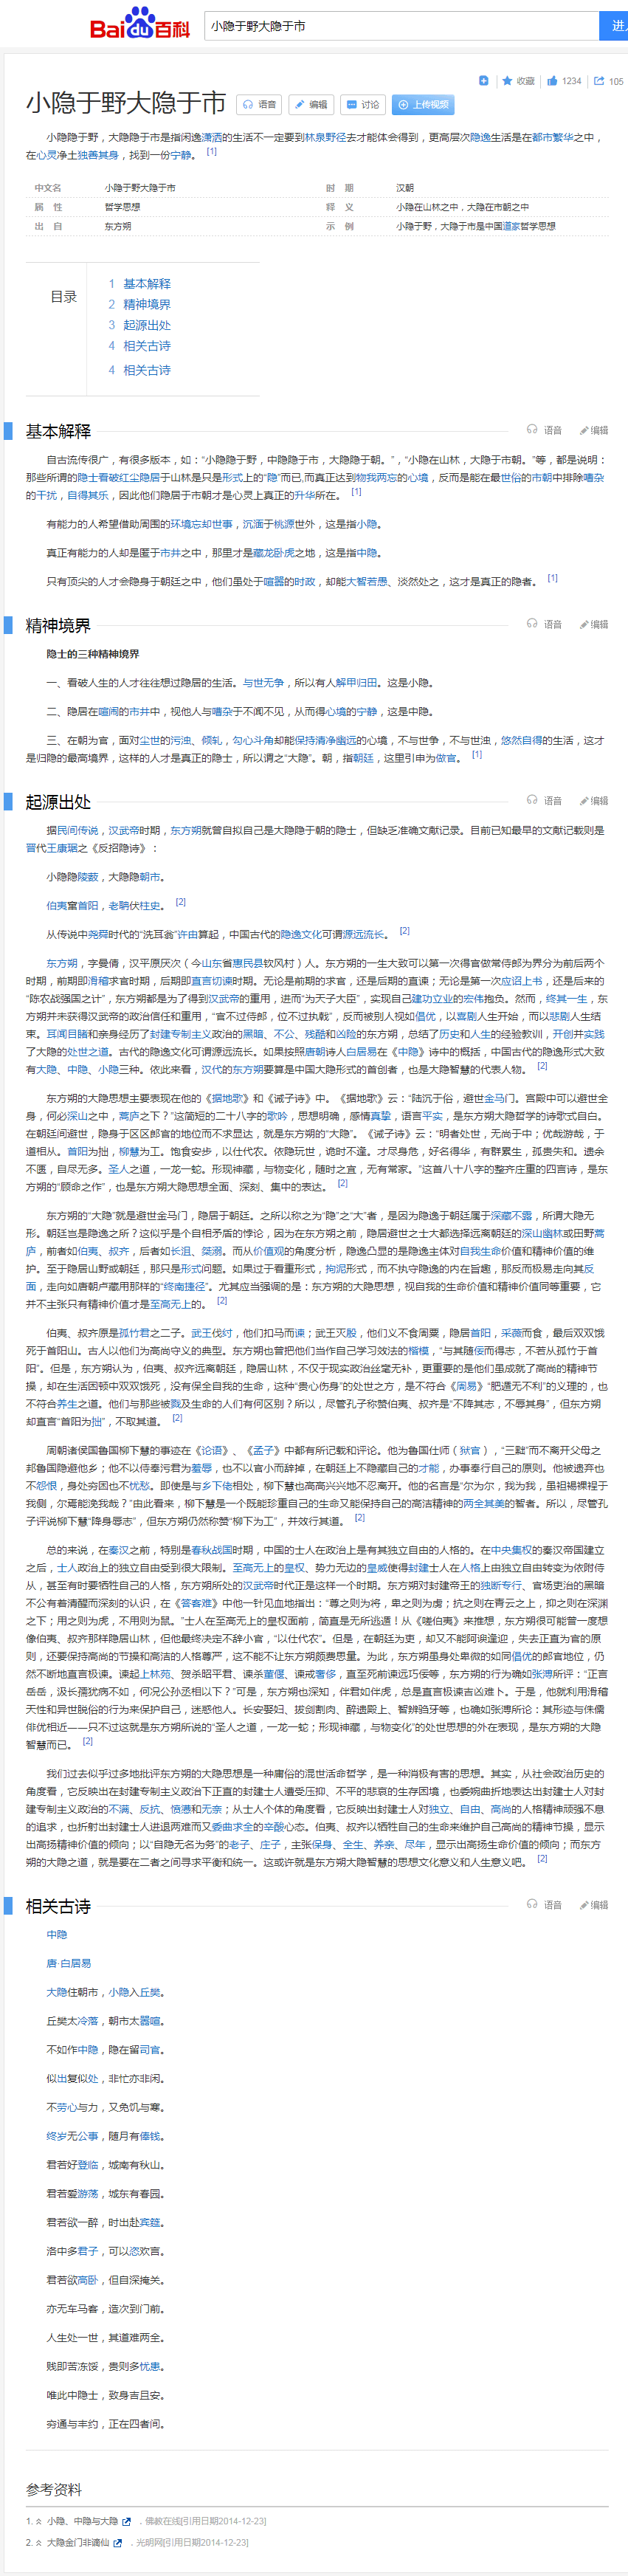 Bai du 百科
小隐于野大隐于市
进入
收藏 1234 105
小隐于野大隐于市 语音 编辑 讨论 上传视频
小隐隐于野，大隐隐于市是指闲逸潇洒的生活不一定要到林泉野径去才能体会得到，更高层次隐逸生活是在都市繁华之中，
在心灵净土独善其身，找到一份宁静。 [1]
中文名 小隐于野大隐于市 时 期 汉朝
属 性 哲学思想 释 义 小隐在山林之中，大隐在市朝之中
出 自 东方朔 示 例 小隐于野，大隐于市是中国道家哲学思想
目录
1 基本解释
2 精神境界
3 起源出处
4 相关古诗
4 相关古诗
基本解释 语音 编辑
自古流传很广，有很多版本，如：“小隐隐于野，中隐隐于市，大隐隐于朝。”，“小隐在山林，大隐于市朝。”等，都是说明：
那些所谓的隐士看破红尘隐居于山林是只是形式上的“隐”而已,而真正达到物我两忘的心境，反而是能在最世俗的市朝中排除嘈杂
的干扰，自得其乐，因此他们隐居于市朝才是心灵上真正的升华所在。 [1]
有能力的人希望借助周围的环境忘却世事，沉湎于桃源世外，这是指小隐。
真正有能力的人却是匿于市井之中，那里才是藏龙卧虎之地，这是指中隐。
只有顶尖的人才会隐身于朝廷之中，他们虽处于喧嚣的时政，却能大智若愚、淡然处之，这才是真正的隐者。 [1]
精神境界 语音 编辑
隐士的三种精神境界
一、看破人生的人才往往想过隐居的生活。与世无争，所以有人解甲归田。这是小隐。
二、隐居在喧闹的市井中，视他人与嘈杂于不闻不见，从而得心境的宁静，这是中隐。
三、在朝为官，面对尘世的污浊、倾轧，勾心斗角却能保持清净幽远的心境，不与世争，不与世浊，悠然自得的生活，这才
是归隐的最高境界，这样的人才是真正的隐士，所以谓之“大隐”。朝，指朝廷，这里引申为做官。 [1]
起源出处 语音 编辑
据民间传说，汉武帝时期，东方朔就曾自拟自己是大隐隐于朝的隐士，但缺乏准确文献记录。目前已知最早的文献记载则是
晋代王康琚之《反招隐诗》：
小隐隐陵薮，大隐隐朝市。
伯夷窜首阳，老聃伏柱史。 [2]
从传说中尧舜时代的“洗耳翁”许由算起，中国古代的隐逸文化可谓源远流长。 [2]
东方朔，字曼倩，汉平原厌次（今山东省惠民县钦风村）人。东方朔的一生大致可以第一次得官做常侍郎为界分为前后两个
时期，前期即滑稽求官时期，后期即直言切谏时期。无论是前期的求官，还是后期的直谏；无论是第一次应诏上书，还是后来的
“陈农战强国之计”，东方朔都是为了得到汉武帝的重用，进而“为天子大臣”，实现自己建功立业的宏伟抱负。然而，终其一生，东
方朔并未获得汉武帝的政治信任和重用，“官不过侍郎，位不过执戟”，反而被别人视如倡优，以喜剧人生开始，而以悲剧人生结
束。耳闻目睹和亲身经历了封建专制主义政治的黑暗、不公、残酷和凶险的东方朔，总结了历史和人生的经验教训，开创并实践
了大隐的处世之道。古代的隐逸文化可谓源远流长。如果按照唐朝诗人白居易在《中隐》诗中的概括，中国古代的隐逸形式大致
有大隐、中隐、小隐三种。依此来看，汉代的东方朔要算是中国大隐形式的首创者，也是大隐智慧的代表人物。 [2]
东方朔的大隐思想主要表现在他的《据地歌》和《诫子诗》中。《据地歌》云：“陆沉于俗，避世金马门。宫殿中可以避世全
身，何必深山之中，蒿庐之下？”这简短的二十八字的歌吟，思想明确，感情真挚，语言平实，是东方朔大隐哲学的诗歌式自白。
在朝廷间避世，隐身于区区郎官的地位而不求显达，就是东方朔的“大隐”。《诫子诗》云：“明者处世，无尚于中；优哉游哉，于
道相从。首阳为拙，柳慧为工。饱食安步，以仕代农。依隐玩世，诡时不逢。才尽身危，好名得华，有群累生，孤贵失和。遗余
不匮，自尽无多。圣人之道，一龙一蛇。形现神藏，与物变化，随时之宜，无有常家。”这首八十八字的整齐庄重的四言诗，是东
方朔的“顾命之作”，也是东方朔大隐思想全面、深刻、集中的表达。 [2]
东方朔的“大隐”就是避世金马门，隐居于朝廷。之所以称之为“隐”之“大”者，是因为隐逸于朝廷属于深藏不露，所谓大隐无
形。朝廷岂是隐逸之所？这似乎是个自相矛盾的悖论，因为在东方朔之前，隐居避世之士大都选择远离朝廷的深山幽林或田野蒿
庐，前者如伯夷、叔齐，后者如长沮、桀溺。而从价值观的角度分析，隐逸凸显的是隐逸主体对自我生命价值和精神价值的维
护。至于隐居山野或朝廷，那只是形式问题。如果过于看重形式，拘泥形式，而不执守隐逸的内在旨趣，那反而极易走向其反
面，走向如唐朝卢藏用那样的“终南捷径”。尤其应当强调的是：东方朔的大隐思想，视自我的生命价值和精神价值同等重要，它
并不主张只有精神价值才是至高无上的。 [2]
伯夷、叔齐原是孤竹君之二子。武王伐纣，他们扣马而谏；武王灭殷，他们义不食周粟，隐居首阳，采薇而食，最后双双饿
死于首阳山。古人以他们为高尚守义的典型。东方朔也曾把他们当作自己学习效法的楷模，“与其随佞而得志，不若从孤竹于首
阳”。但是，东方朔认为，伯夷、叔齐远离朝廷，隐居山林，不仅于现实政治丝毫无补，更重要的是他们虽成就了高尚的精神节
操，却在生活困顿中双双饿死，没有保全自我的生命，这种“贵心伤身”的处世之方，是不符合《周易》“肥遁无不利”的义理的，也
不符合养生之道。他们与那些被戮及生命的人们有何区别？所以，尽管孔子称赞伯夷、叔齐是“不降其志，不辱其身”，但东方朔
却直言“首阳为拙”，不取其道。 [2]
周朝诸侯国鲁国柳下慧的事迹在《论语》、《孟子》中都有所记载和评论。他为鲁国仕师（狱官），“三黜”而不离开父母之
邦鲁国隐避他乡；他不以侍奉污君为羞辱，也不以官小而辞掉，在朝廷上不隐藏自己的才能，办事奉行自己的原则。他被遗弃也
不怨恨，身处穷困也不忧愁。即使是与乡下佬相处，柳下慧也高高兴兴地不忍离开。他的名言是“尔为尔，我为我，虽袒裼裸裎于
我侧，尔焉能浼我哉？”由此看来，柳下慧是一个既能珍重自己的生命又能保持自己的高洁精神的两全其美的智者。所以，尽管孔
子评说柳下慧“降身辱志”，但东方朔仍然称赞“柳下为工”，并效行其道。 [2]
总的来说，在秦汉之前，特别是春秋战国时期，中国的士人在政治上是有其独立自由的人格的。在中央集权的秦汉帝国建立
之后，士人政治上的独立自由受到很大限制。至高无上的皇权、势力无边的皇威使得封建士人在人格上由独立自由转变为依附侍
从，甚至有时要牺牲自己的人格，东方朔所处的汉武帝时代正是这样一个时期。东方朔对封建帝王的独断专行、官场吏治的黑暗
不公有着清醒而深刻的认识，在《答客难》中他一针见血地指出：“尊之则为将，卑之则为虏；抗之则在青云之上，抑之则在深渊
之下；用之则为虎，不用则为鼠。”士人在至高无上的皇权面前，简直是无所逃遁！从《嗟伯夷》来推想，东方朔很可能曾一度想
像伯夷、叔齐那样隐居山林，但他最终决定不辞小官，“以仕代农”。但是，在朝廷为吏，却又不能阿谀逢迎，失去正直为官的原
则，还要保持高尚的节操和高洁的人格尊严，这不能不让东方朔颇费思量。为此，东方朔虽身处卑微的如同倡优的郎官地位，仍
然不断地直言极谏。谏起上林苑、贺杀昭平君、谏杀董偃、谏戒奢侈，直至死前谏远巧佞等，东方朔的行为确如张溥所评：“正言
岳岳，汲长孺犹病不如，何况公孙丞相以下？”可是，东方朔也深知，伴君如伴虎，总是直言极谏吉凶难卜。于是，他就利用滑稽
天性和异世脱俗的行为来保护自己，迷惑他人。长安娶妇、拔剑割肉、醉遗殿上、智辨驺牙等，也确如张溥所论：其形迹与侏儒
俳优相近——只不过这就是东方朔所说的“圣人之道，一龙一蛇；形现神藏，与物变化”的处世思想的外在表现，是东方朔的大隐
智慧而已。 [2]
我们过去似乎过多地批评东方朔的大隐思想是一种庸俗的混世活命哲学，是一种消极有害的思想。其实，从社会政治历史的
角度看，它反映出在封建专制主义政治下正直的封建士人遭受压抑、不平的悲哀的生存困境，也委婉曲折地表达出封建士人对封
建专制主义政治的不满、反抗、愤懑和无奈；从士人个体的角度看，它反映出封建士人对独立、自由、高尚的人格精神顽强不息
的追求，也折射出封建士人进退两难而又委曲求全的辛酸心态。伯夷、叔齐以牺牲自己的生命来维护自己高尚的精神节操，显示
出高扬精神价值的倾向；以“自隐无名为务”的老子、庄子，主张保身、全生、养亲、尽年，显示出高扬生命价值的倾向；而东方
朔的大隐之道，就是要在二者之间寻求平衡和统一。这或许就是东方朔大隐智慧的思想文化意义和人生意义吧。 [2]
相关古诗 语音 编辑
中隐
唐·白居易
大隐住朝市，小隐入丘樊。
丘樊太冷落，朝市太嚣喧。
不如作中隐，隐在留司官。
似出复似处，非忙亦非闲。
不劳心与力，又免饥与寒。
终岁无公事，随月有俸钱。
君若好登临，城南有秋山。
君若爱游荡，城东有春园。
君若欲一醉，时出赴宾筵。
洛中多君子，可以恣欢言。
君若欲高卧，但自深掩关。
亦无车马客，造次到门前。
人生处一世，其道难两全。
贱即苦冻馁，贵则多忧患。
唯此中隐士，致身吉且安。
穷通与丰约，正在四者间。
参考资料
1. 小隐、中隐与大隐 ．佛教在线[引用日期2014-12-23]
2. 大隐金门非谪仙 ．光明网[引用日期2014-12-23]